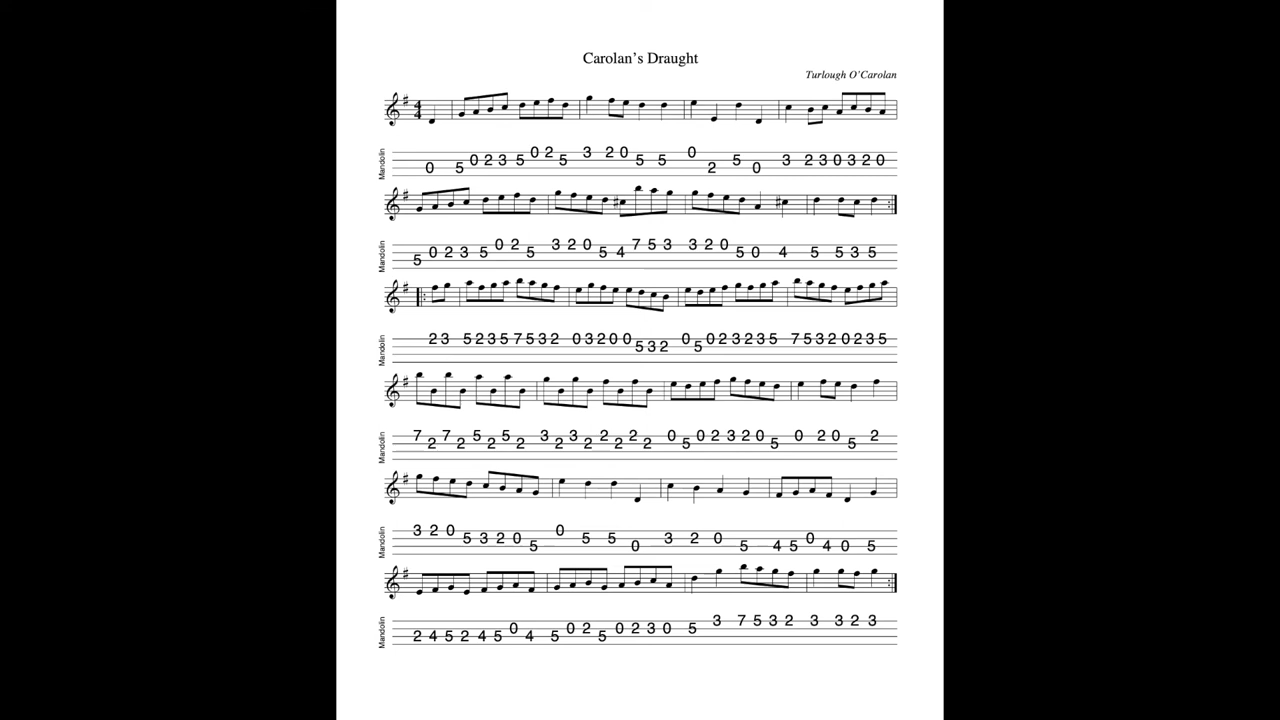 Carolan's Draught
Turlough O'Carolan
4
4
Mandolin
0 5 0 2 3 5 0 2 5 3 2 0 5 5 0 2 5 0 3 2 3 0 3 2 0
Mandolin
5 0 2 3 5 0 2 5 3 2 0 5 4 7 5 3 3 2 0 5 0 4 5 5 3 5
Mandolin
2 3 5 2 3 5 7 5 3 2 0 3 2 0 0 5 3 2 0 5 0 2 3 2 3 5 7 5 3 2 0 2 3 5
Mandolin
7 2 7 2 5 2 5 2 3 2 3 2 2 2 2 2 0 5 0 2 3 2 0 5 0 2 0 5 2
Mandolin
3 2 0 5 3 2 0 5 0 5 5 0 3 2 0 5 4 5 0 4 0 5
Mandolin
2 4 5 2 4 5 0 4 5 0 2 5 0 2 3 0 5 3 7 5 3 2 3 3 2 3